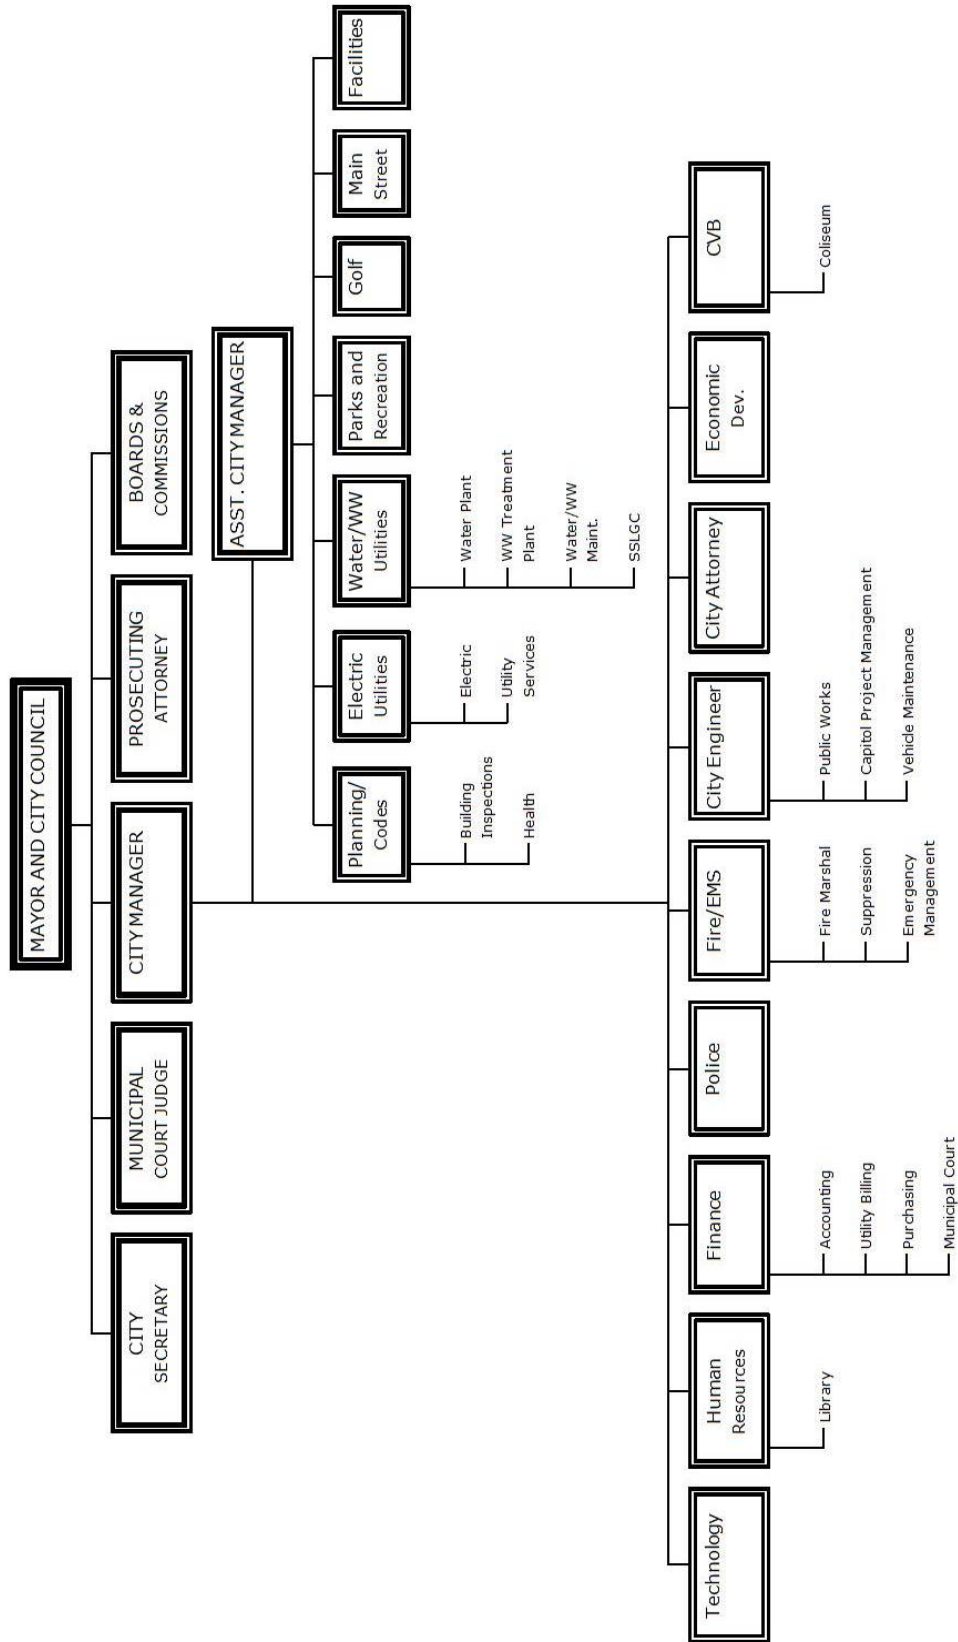 MAYOR AND CITY COUNCIL
CITY
SECRETARY
MUNICIPAL
COURT JUDGE
CITY MANAGER
PROSECUTING
ATTORNEY
BOARDS &
COMMISSIONS
ASST. CITY MANAGER
Planning/
Codes
Electric
Utilities
Water/WW
Utilities
Parks and
Recreation
Golf
Main
Street
Facilities
Building
Inspections
Health
Electric
Utility
Services
Water Plant
WW Treatment
Plant
Water/WW
Maint.
SSLGC
Technology
Human
Resources
Finance
Police
Fire/EMS
City Engineer
City Attorney
Economic
Dev.
CVB
Library
Accounting
Utility Billing
Purchasing
Municipal Court
Fire Marshal
Suppression
Emergency
Management
Public Works
Capitol Project Management
Vehicle Maintenance
Coliseum